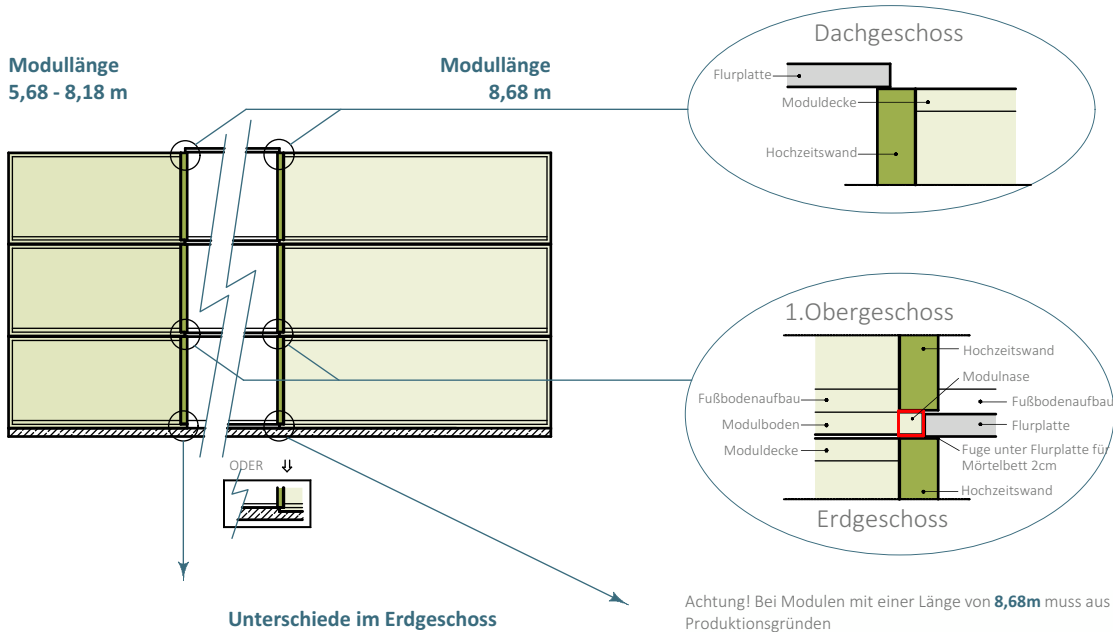 Modullänge
5,68 - 8,18 m
Modullänge
8,68 m
Dachgeschoss
Flurplatte
Moduldecke
Hochzeitswand
1.Obergeschoss
Hochzeitswand
Modulnase
Fußbodenaufbau
Fußbodenaufbau
Modulboden
Flurplatte
Moduldecke
Fuge unter Flurplatte für
Mörtelbett 2cm
Hochzeitswand
Erdgeschoss
ODER ⇓
Unterschiede im Erdgeschoss
Achtung! Bei Modulen mit einer Länge von 8,68m muss aus
Produktionsgründen